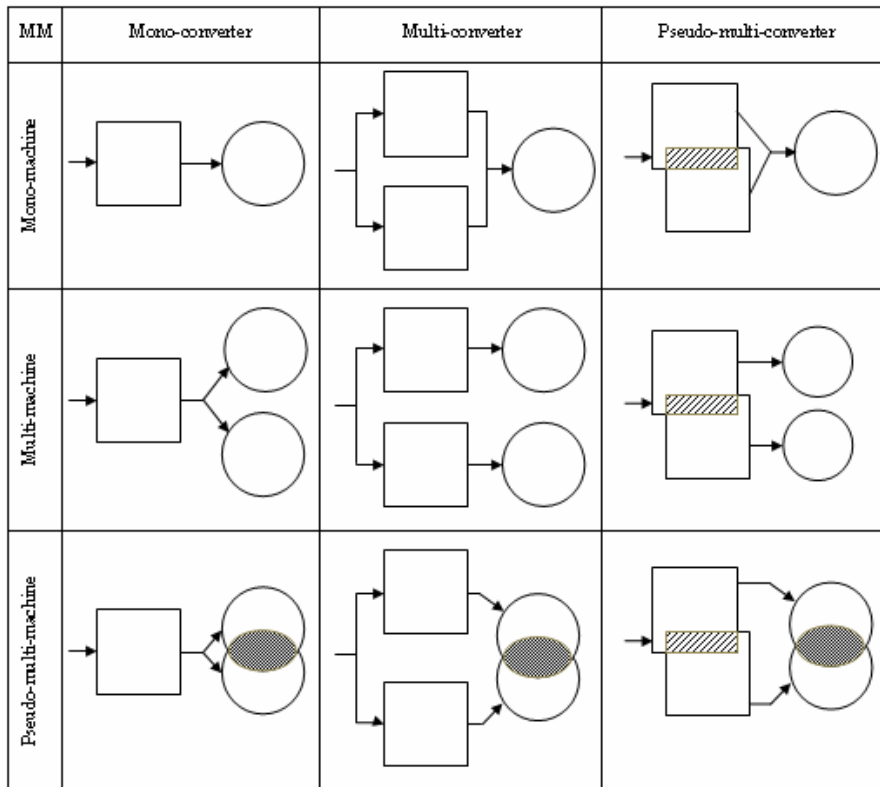 MM
Mono-converter
Multi-converter
Pseudo-multi-converter
Mono-machine
Multi-machine
Pseudo-multi-machine